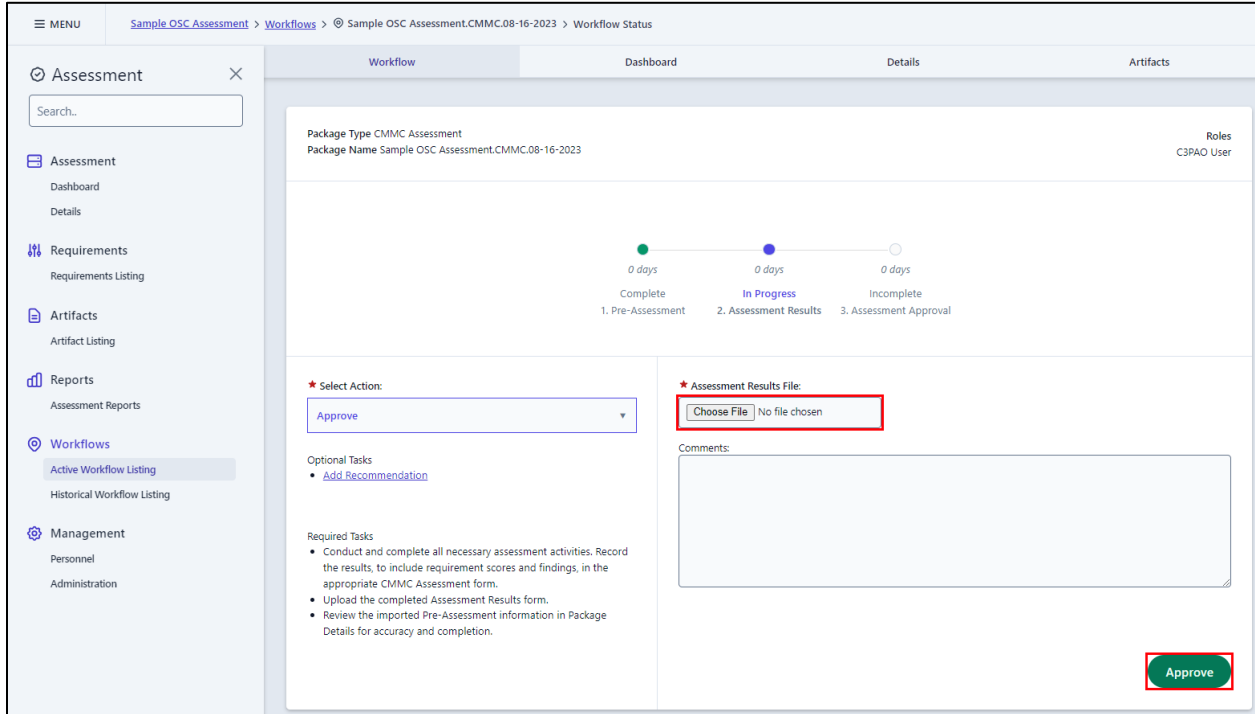 MENU
Sample OSC Assessment > Workflows > Sample OSC Assessment.CMMC.08-16-2023 > Workflow Status
Assessment
Search..
Assessment
Dashboard
Details
Requirements
Requirements Listing
Artifacts
Artifact Listing
Reports
Assessment Reports
Workflows
Active Workflow Listing
Historical Workflow Listing
Management
Personnel
Administration
Workflow
Dashboard
Details
Artifacts
Package Type CMMC Assessment
Package Name Sample OSC Assessment.CMMC.08-16-2023
Roles
C3PAO User
0 days
Complete
1. Pre-Assessment
0 days
In Progress
2. Assessment Results
0 days
Incomplete
3. Assessment Approval
★ Select Action:
Approve
Optional Tasks
• Add Recommendation
Required Tasks
• Conduct and complete all necessary assessment activities. Record
the results, to include requirement scores and findings, in the
appropriate CMMC Assessment form.
• Upload the completed Assessment Results form.
• Review the imported Pre-Assessment information in Package
Details for accuracy and completion.
★ Assessment Results File:
Choose File No file chosen
Comments:
Approve